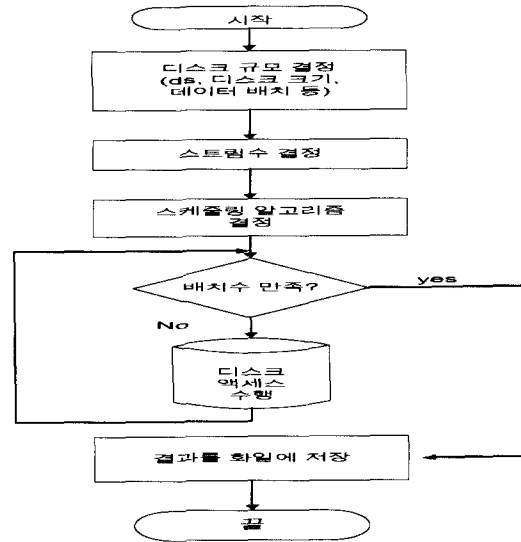 시작
디스크 규모 결정
(ds, 디스크 크기,
데이터 배치 등)
스트림수 결정
스케줄링 알고리즘
결정
배치수 만족?
yes
No
디스크
액세스
수행
결과를 화일에 저장
끝